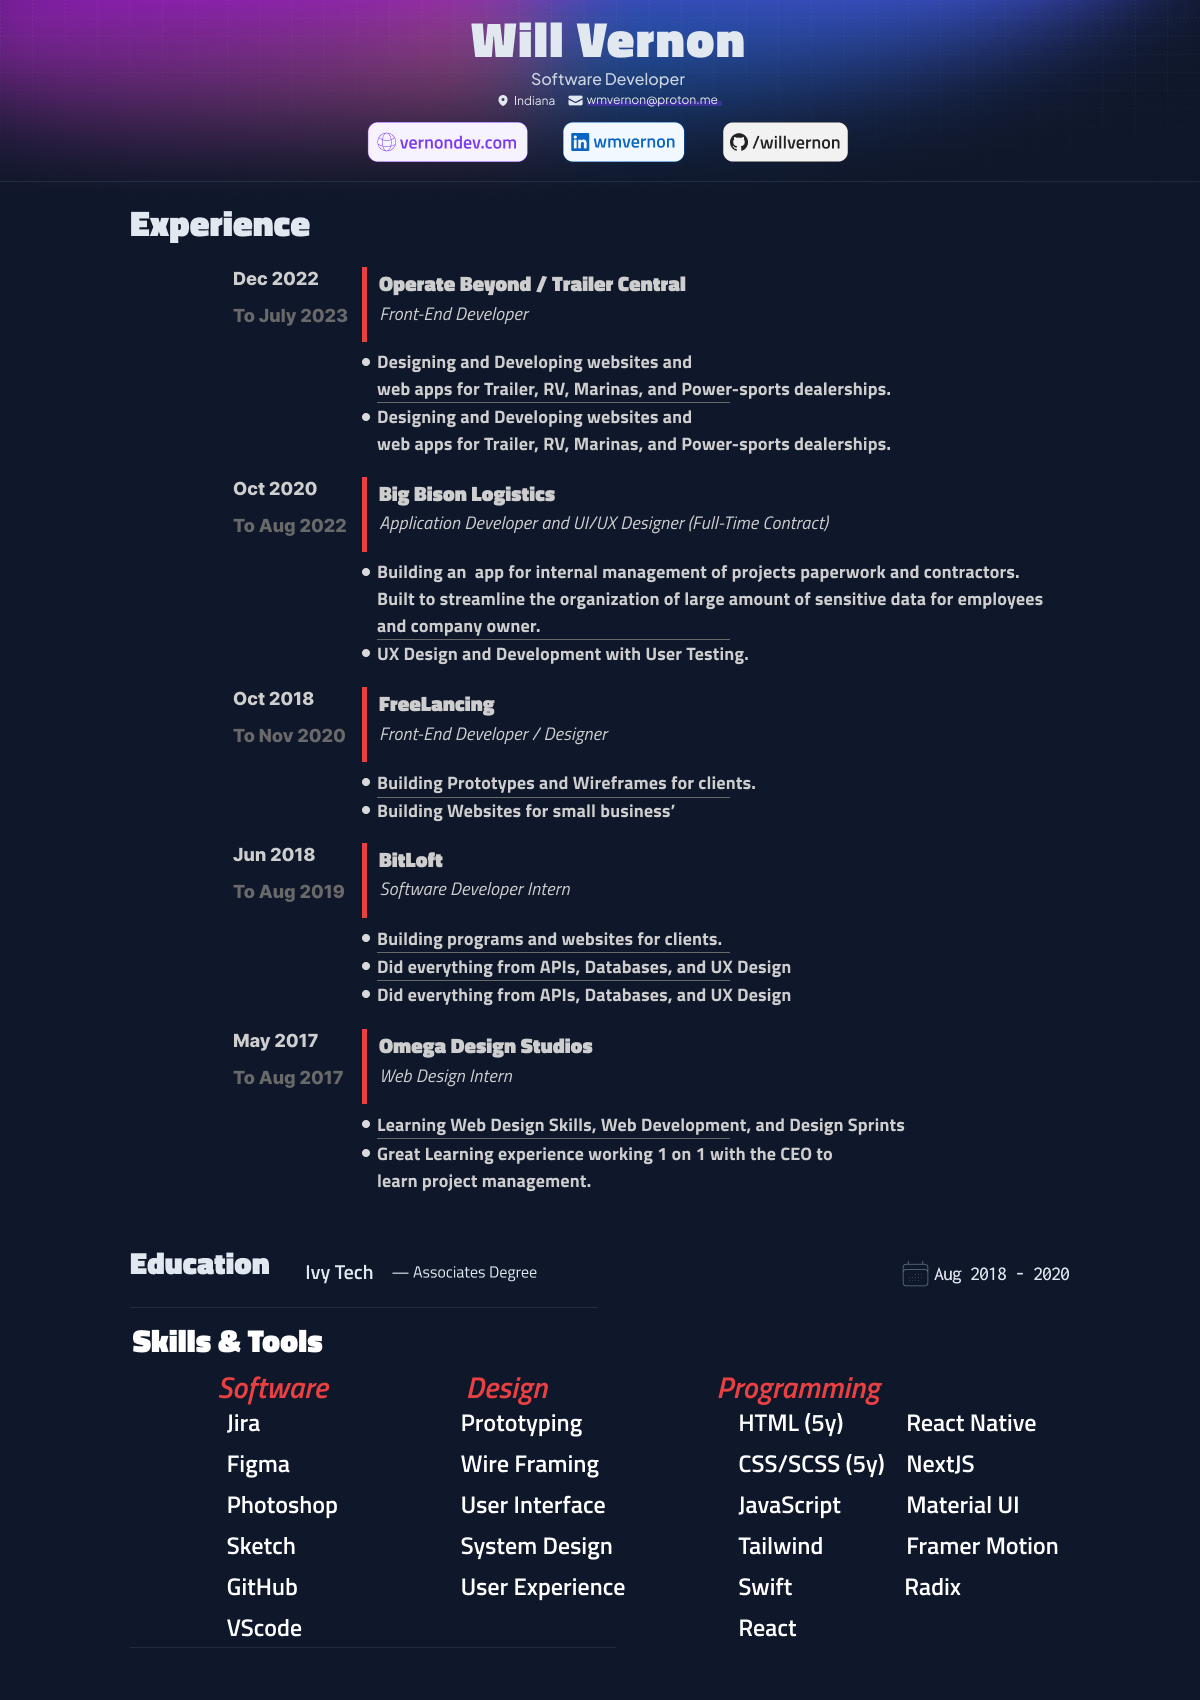 Will Vernon
Software Developer
Indiana wmvernon@proton.me
vernondev.com wmvernon /willvernon
Experience
Dec 2022
To July 2023
Operate Beyond / Trailer Central
Front-End Developer
Designing and Developing websites and
web apps for Trailer, RV, Marinas, and Power-sports dealerships.
Designing and Developing websites and
web apps for Trailer, RV, Marinas, and Power-sports dealerships.
Oct 2020
To Aug 2022
Big Bison Logistics
Application Developer and UI/UX Designer (Full-Time Contract)
Building an  app for internal management of projects paperwork and contractors.
Built to streamline the organization of large amount of sensitive data for employees
and company owner.
UX Design and Development with User Testing.
Oct 2018
To Nov 2020
FreeLancing
Front-End Developer / Designer
Building Prototypes and Wireframes for clients.
Building Websites for small business’
Jun 2018
To Aug 2019
BitLoft
Software Developer Intern
Building programs and websites for clients.
Did everything from APIs, Databases, and UX Design
Did everything from APIs, Databases, and UX Design
May 2017
To Aug 2017
Omega Design Studios
Web Design Intern
Learning Web Design Skills, Web Development, and Design Sprints
Great Learning experience working 1 on 1 with the CEO to
learn project management.
Education Ivy Tech — Associates Degree Aug 2018 - 2020
Skills & Tools
Software
Jira
Figma
Photoshop
Sketch
GitHub
VScode
Design
Prototyping
Wire Framing
User Interface
System Design
User Experience
Programming
HTML (5y)
CSS/SCSS (5y)
JavaScript
Tailwind
Swift
React
React Native
NextJS
Material UI
Framer Motion
Radix